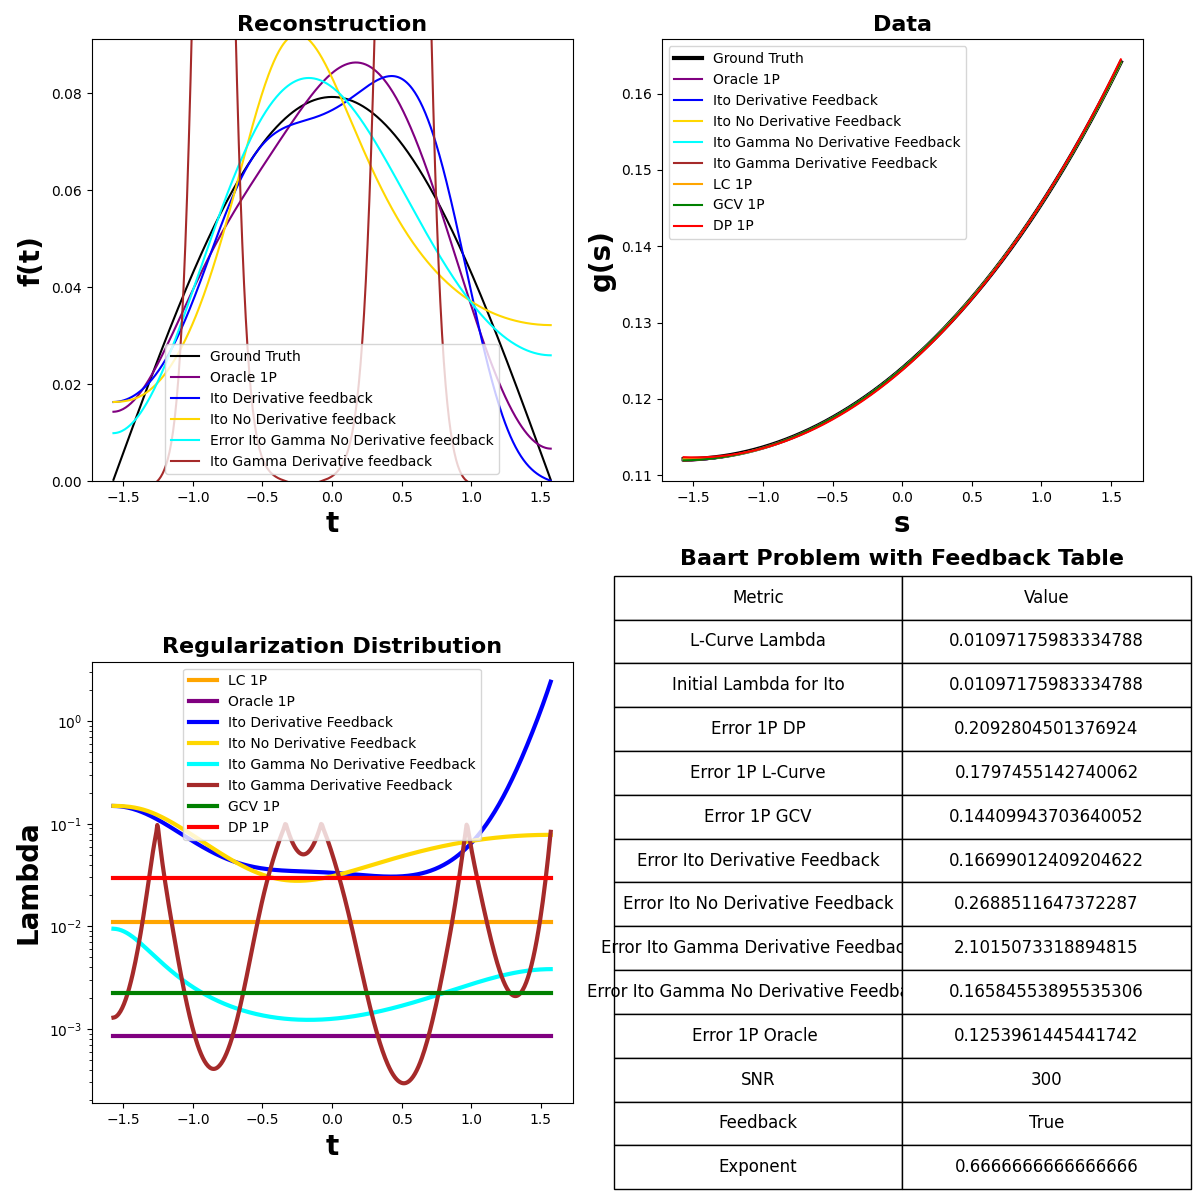 Reconstruction
f(t)
0.08
0.06
0.04
0.02
0.00
Ground Truth
Oracle 1P
Ito Derivative feedback
Ito No Derivative feedback
Error Ito Gamma No Derivative feedback
Ito Gamma Derivative feedback
−1.5 −1.0 −0.5 0.0 0.5 1.0 1.5
t
Data
g(s)
0.16
0.15
0.14
0.13
0.12
0.11
Ground Truth
Oracle 1P
Ito Derivative Feedback
Ito No Derivative Feedback
Ito Gamma No Derivative Feedback
Ito Gamma Derivative Feedback
LC 1P
GCV 1P
DP 1P
−1.5 −1.0 −0.5 0.0 0.5 1.0 1.5
s
Regularization Distribution
Lambda
10⁰
10⁻¹
10⁻²
10⁻³
LC 1P
Oracle 1P
Ito Derivative Feedback
Ito No Derivative Feedback
Ito Gamma No Derivative Feedback
Ito Gamma Derivative Feedback
GCV 1P
DP 1P
−1.5 −1.0 −0.5 0.0 0.5 1.0 1.5
t
Baart Problem with Feedback Table
Metric Value
L-Curve Lambda 0.01097175983334788
Initial Lambda for Ito 0.01097175983334788
Error 1P DP 0.2092804501376924
Error 1P L-Curve 0.1797455142740062
Error 1P GCV 0.14409943703640052
Error Ito Derivative Feedback 0.16699012409204622
Error Ito No Derivative Feedback 0.2688511647372287
Error Ito Gamma Derivative Feedbac 2.1015073318894815
Error Ito Gamma No Derivative Feedba 0.16584553895535306
Error 1P Oracle 0.1253961445441742
SNR 300
Feedback True
Exponent 0.6666666666666666